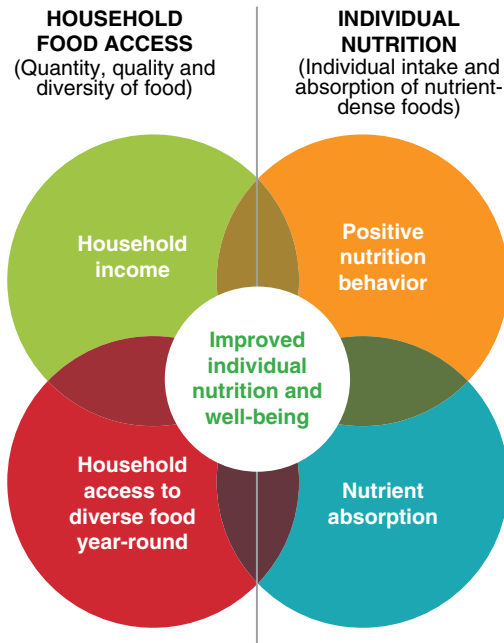 HOUSEHOLD
FOOD ACCESS
(Quantity, quality and
diversity of food)
INDIVIDUAL
NUTRITION
(Individual intake and
absorption of nutrient-
dense foods)
Household
income
Positive
nutrition
behavior
Improved
individual
nutrition and
well-being
Household
access to
diverse food
year-round
Nutrient
absorption